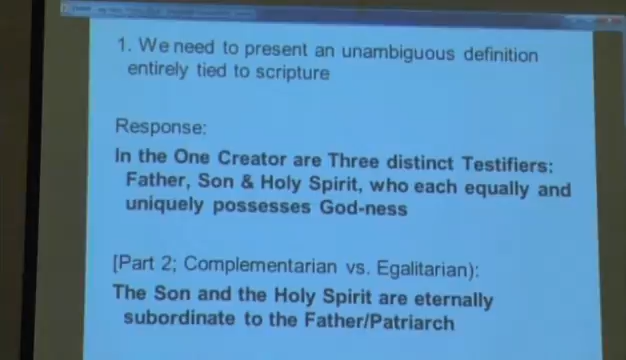 1. We need to present an unambiguous definition
entirely tied to scripture
Response:
In the One Creator are Three distinct Testifiers:
Father, Son & Holy Spirit, who each equally and
uniquely possesses God-ness
[Part 2; Complementarian vs. Egalitarian):
The Son and the Holy Spirit are eternally
subordinate to the Father/Patriarch